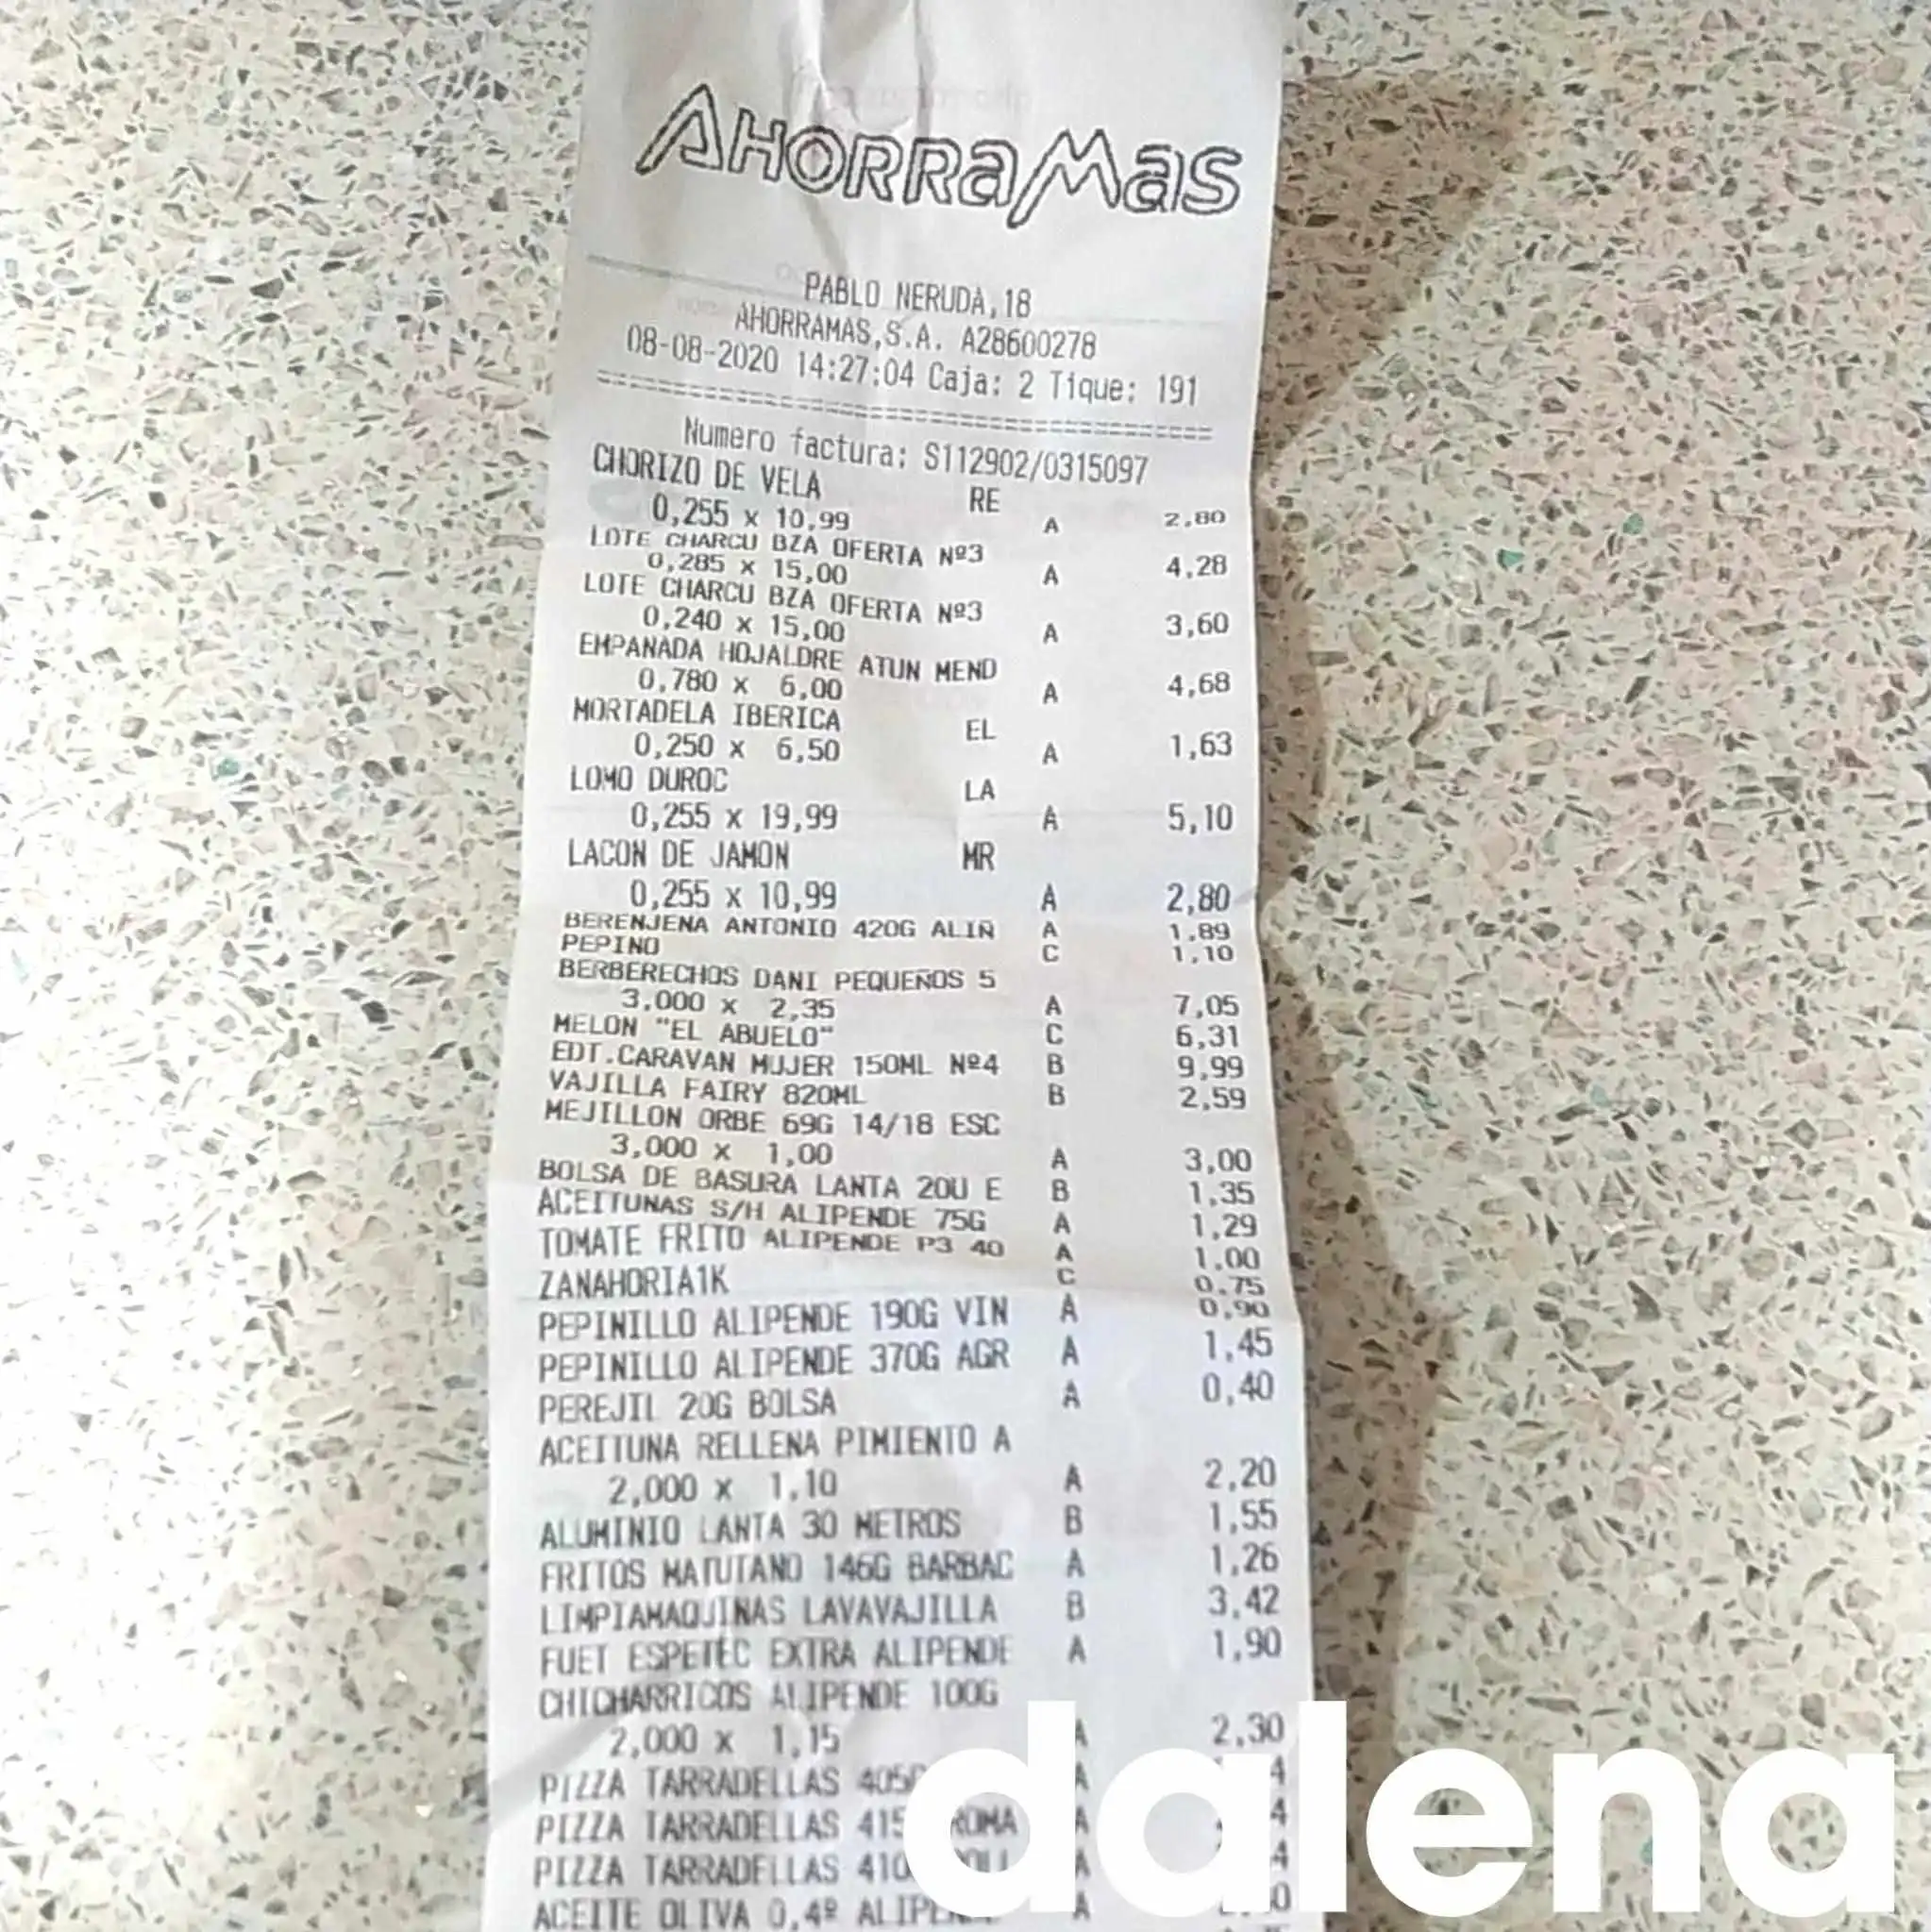 AHORRAMAS
PABLO NERUDA,18
AHORRAMAS,S.A. A28600278
08-08-2020 14:27:04 Caja: 2 Tique: 191
Numero factura: S112902/0315097
CHORIZO DE VELA RE
0,255 x 10,99 A 2,80
LOTE CHARCU BZA OFERTA Nº3
0,285 x 15,00 A 4,28
LOTE CHARCU BZA OFERTA Nº3
0,240 x 15,00 A 3,60
EMPANADA HOJALDRE ATUN MEND
0,780 x 6,00 A 4,68
MORTADELA IBERICA EL
0,250 x 6,50 A 1,63
LOMO DUROC LA
0,255 x 19,99 A 5,10
LACON DE JAMON MR
0,255 x 10,99 A 2,80
BERENJENA ANTONIO 420G ALIÑ A 1,89
PEPINO C 1,10
BERBERECHOS DANI PEQUEÑOS 5
3,000 x 2,35 A 7,05
MELON "EL ABUELO" C 6,31
EDT.CARAVAN MUJER 150ML Nº4 B 9,99
VAJILLA FAIRY 820ML B 2,59
MEJILLON ORBE 69G 14/18 ESC
3,000 x 1,00 A 3,00
BOLSA DE BASURA LANTA 20U E B 1,35
ACEITUNAS S/H ALIPENDE 75G A 1,29
TOMATE FRITO ALIPENDE P3 40 A 1,00
ZANAHORIA1K C 0,75
PEPINILLO ALIPENDE 190G VIN A 0,90
PEPINILLO ALIPENDE 370G AGR A 1,45
PEREJIL 20G BOLSA A 0,40
ACEITUNA RELLENA PIMIENTO A
2,000 x 1,10 A 2,20
ALUMINIO LANTA 30 METROS B 1,55
FRITOS MATUTANO 146G BARBAC A 1,26
LIMPIAMAQUINAS LAVAVAJILLA B 3,42
FUET ESPETEC EXTRA ALIPENDE A 1,90
CHICHARRICOS ALIPENDE 100G
2,000 x 1,15 A 2,30
PIZZA TARRADELLAS A
PIZZA TARRADELLAS A
PIZZA TARRADELLAS A
ACEITE OLIVA 0,4º A
dalena